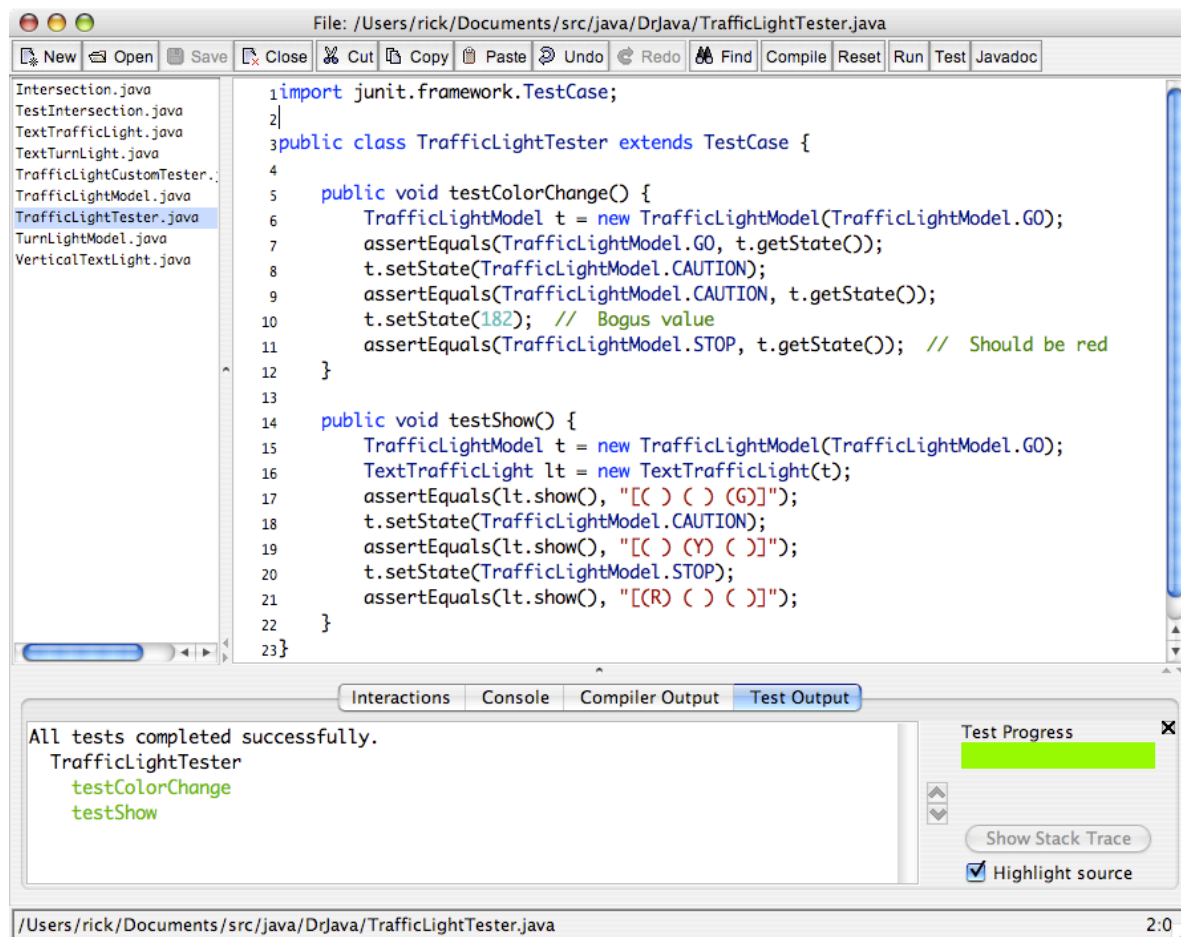 File: /Users/rick/Documents/src/java/DrJava/TrafficLightTester.java
New Open Save Close Cut Copy Paste Undo Redo Find Compile Reset Run Test Javadoc
Intersection.java
TestIntersection.java
TextTrafficLight.java
TextTurnLight.java
TrafficLightCustomTester.j
TrafficLightModel.java
TrafficLightTester.java
TurnLightModel.java
VerticalTextLight.java
1 import junit.framework.TestCase;
2
3 public class TrafficLightTester extends TestCase {
4
5     public void testColorChange() {
6         TrafficLightModel t = new TrafficLightModel(TrafficLightModel.GO);
7         assertEquals(TrafficLightModel.GO, t.getState());
8         t.setState(TrafficLightModel.CAUTION);
9         assertEquals(TrafficLightModel.CAUTION, t.getState());
10         t.setState(182);  //  Bogus value
11         assertEquals(TrafficLightModel.STOP, t.getState());  //  Should be red
12     }
13
14     public void testShow() {
15         TrafficLightModel t = new TrafficLightModel(TrafficLightModel.GO);
16         TextTrafficLight lt = new TextTrafficLight(t);
17         assertEquals(lt.show(), "[( ) ( ) (G)]");
18         t.setState(TrafficLightModel.CAUTION);
19         assertEquals(lt.show(), "[( ) (Y) ( )]");
20         t.setState(TrafficLightModel.STOP);
21         assertEquals(lt.show(), "[(R) ( ) ( )]");
22     }
23 }
Interactions Console Compiler Output Test Output
All tests completed successfully.
TrafficLightTester
testColorChange
testShow
Test Progress
Show Stack Trace
Highlight source
/Users/rick/Documents/src/java/DrJava/TrafficLightTester.java 2:0